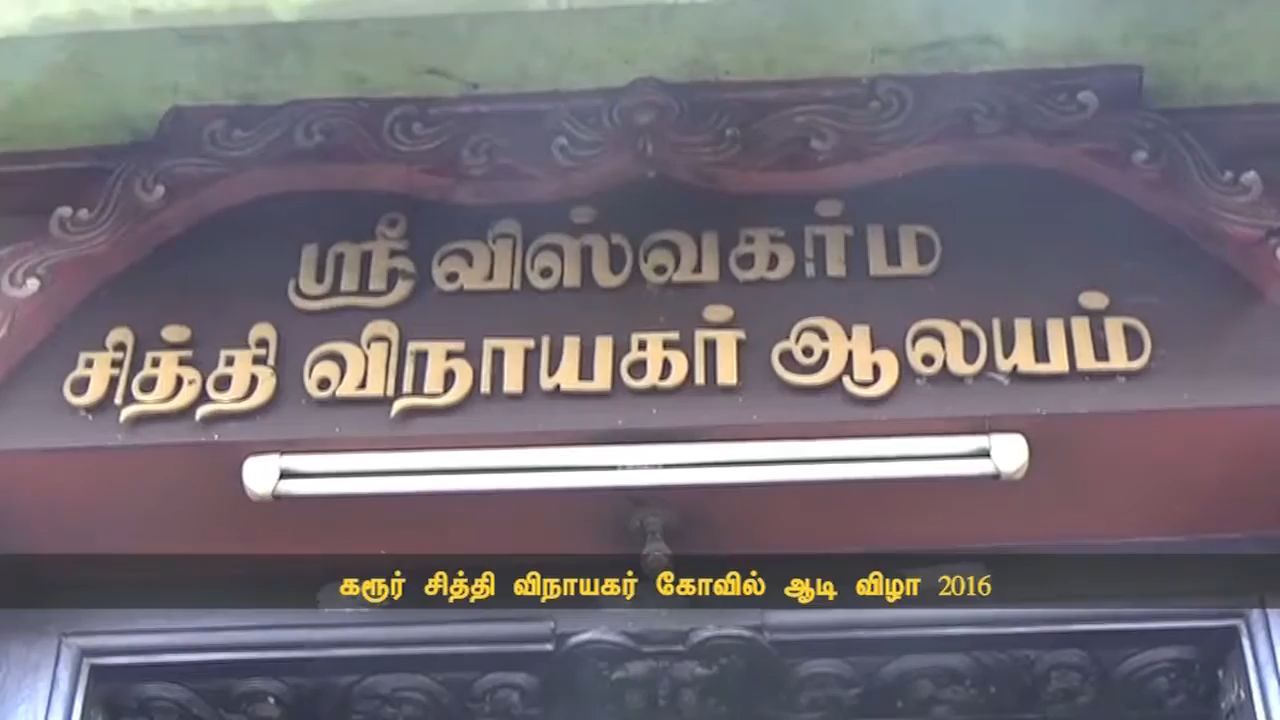 ஸ்ரீ விஸ்வகர்ம
சித்தி விநாயகர் ஆலயம்
கரூர் சித்தி விநாயகர் கோவில் ஆடி விழா 2016